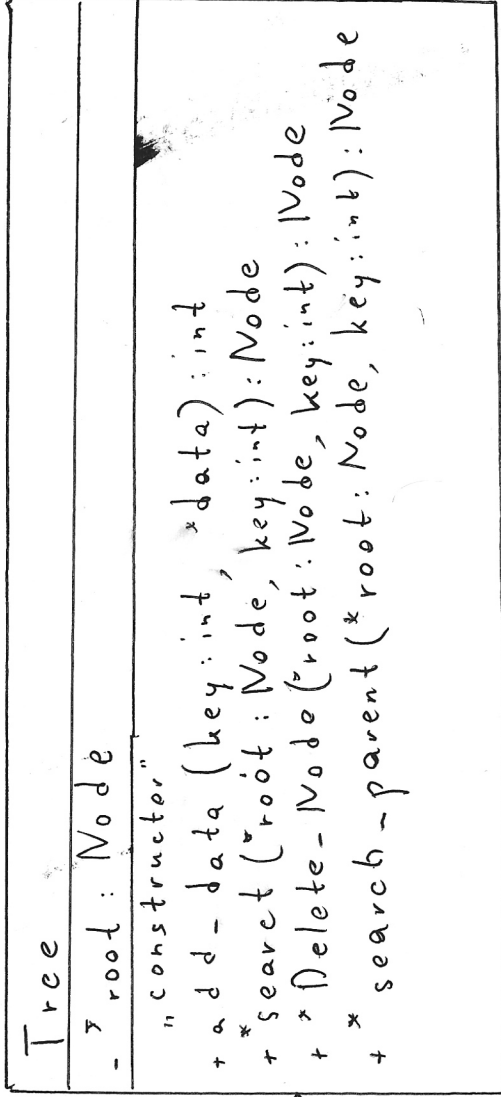 Tree
- * root: Node
"constructor"
+ add-data (key: int, *data): int
+ *searct (*root: Node, key: int): Node
+ *Delete-Node (*root: Node, key: int): Node
+ * search-parent (* root: Node, key: int): Node